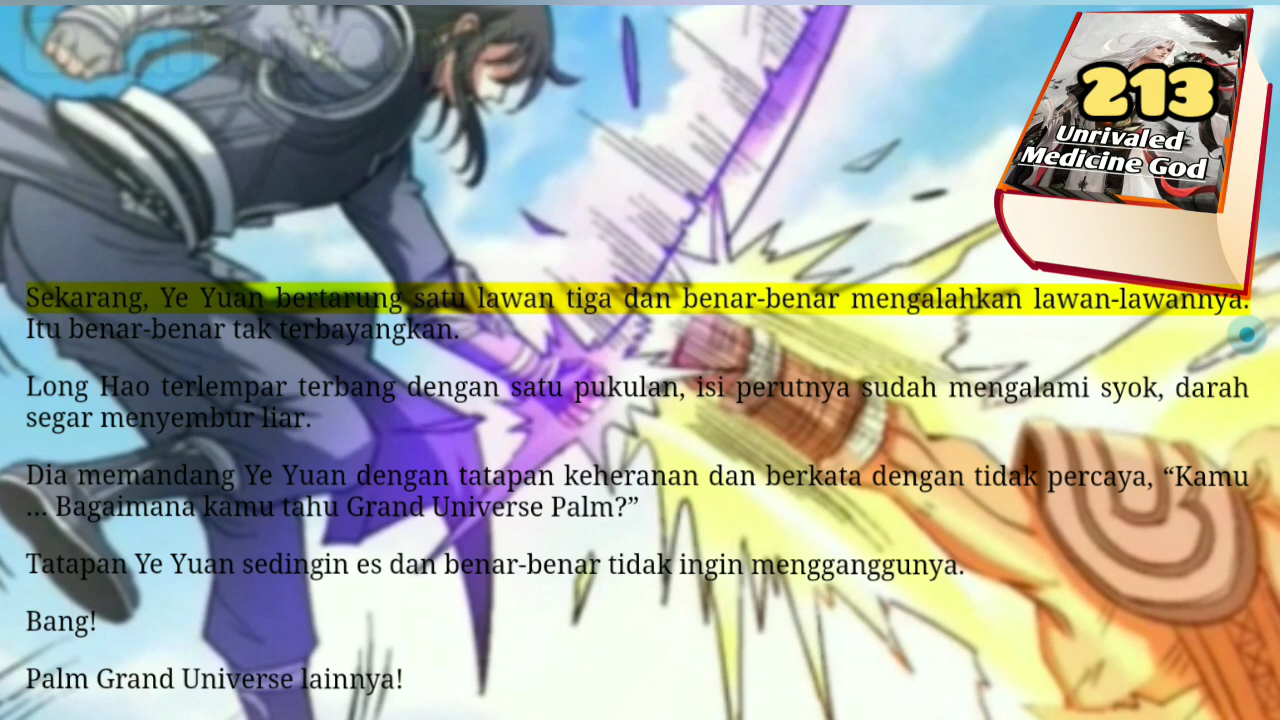 213
Unrivaled
Medicine God
Sekarang, Ye Yuan bertarung satu lawan tiga dan benar-benar mengalahkan lawan-lawannya.
Itu benar-benar tak terbayangkan.
Long Hao terlempar terbang dengan satu pukulan, isi perutnya sudah mengalami syok, darah
segar menyembur liar.
Dia memandang Ye Yuan dengan tatapan keheranan dan berkata dengan tidak percaya, “Kamu
... Bagaimana kamu tahu Grand Universe Palm?”
Tatapan Ye Yuan sedingin es dan benar-benar tidak ingin mengganggunya.
Bang!
Palm Grand Universe lainnya!